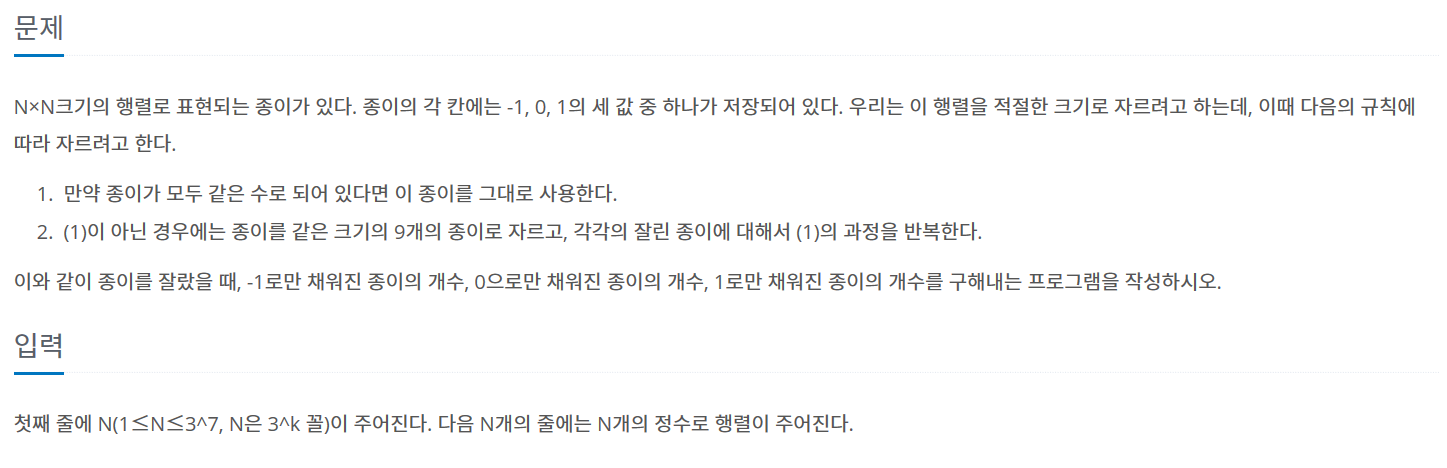 문제
N×N크기의 행렬로 표현되는 종이가 있다. 종이의 각 칸에는 -1, 0, 1의 세 값 중 하나가 저장되어 있다. 우리는 이 행렬을 적절한 크기로 자르려고 하는데, 이때 다음의 규칙에
따라 자르려고 한다.
1. 만약 종이가 모두 같은 수로 되어 있다면 이 종이를 그대로 사용한다.
2. (1)이 아닌 경우에는 종이를 같은 크기의 9개의 종이로 자르고, 각각의 잘린 종이에 대해서 (1)의 과정을 반복한다.
이와 같이 종이를 잘랐을 때, -1로만 채워진 종이의 개수, 0으로만 채워진 종이의 개수, 1로만 채워진 종이의 개수를 구해내는 프로그램을 작성하시오.
입력
첫째 줄에 N(1≤N≤3^7, N은 3^k 꼴)이 주어진다. 다음 N개의 줄에는 N개의 정수로 행렬이 주어진다.